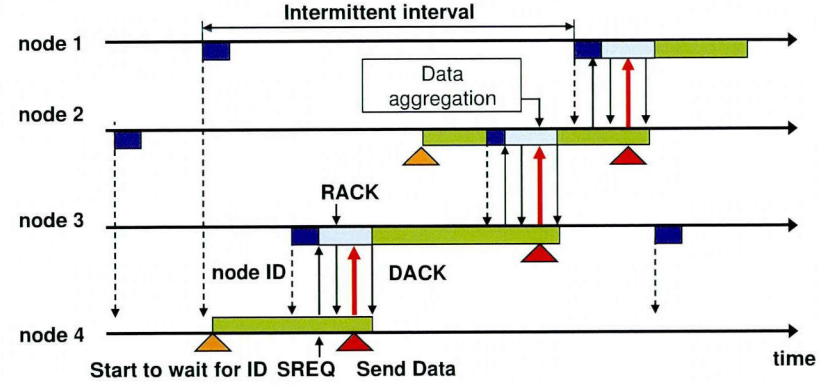 Intermittent interval
node 1
Data
aggregation
node 2
RACK
node 3
node ID
DACK
node 4
time
Start to wait for ID SREQ Send Data